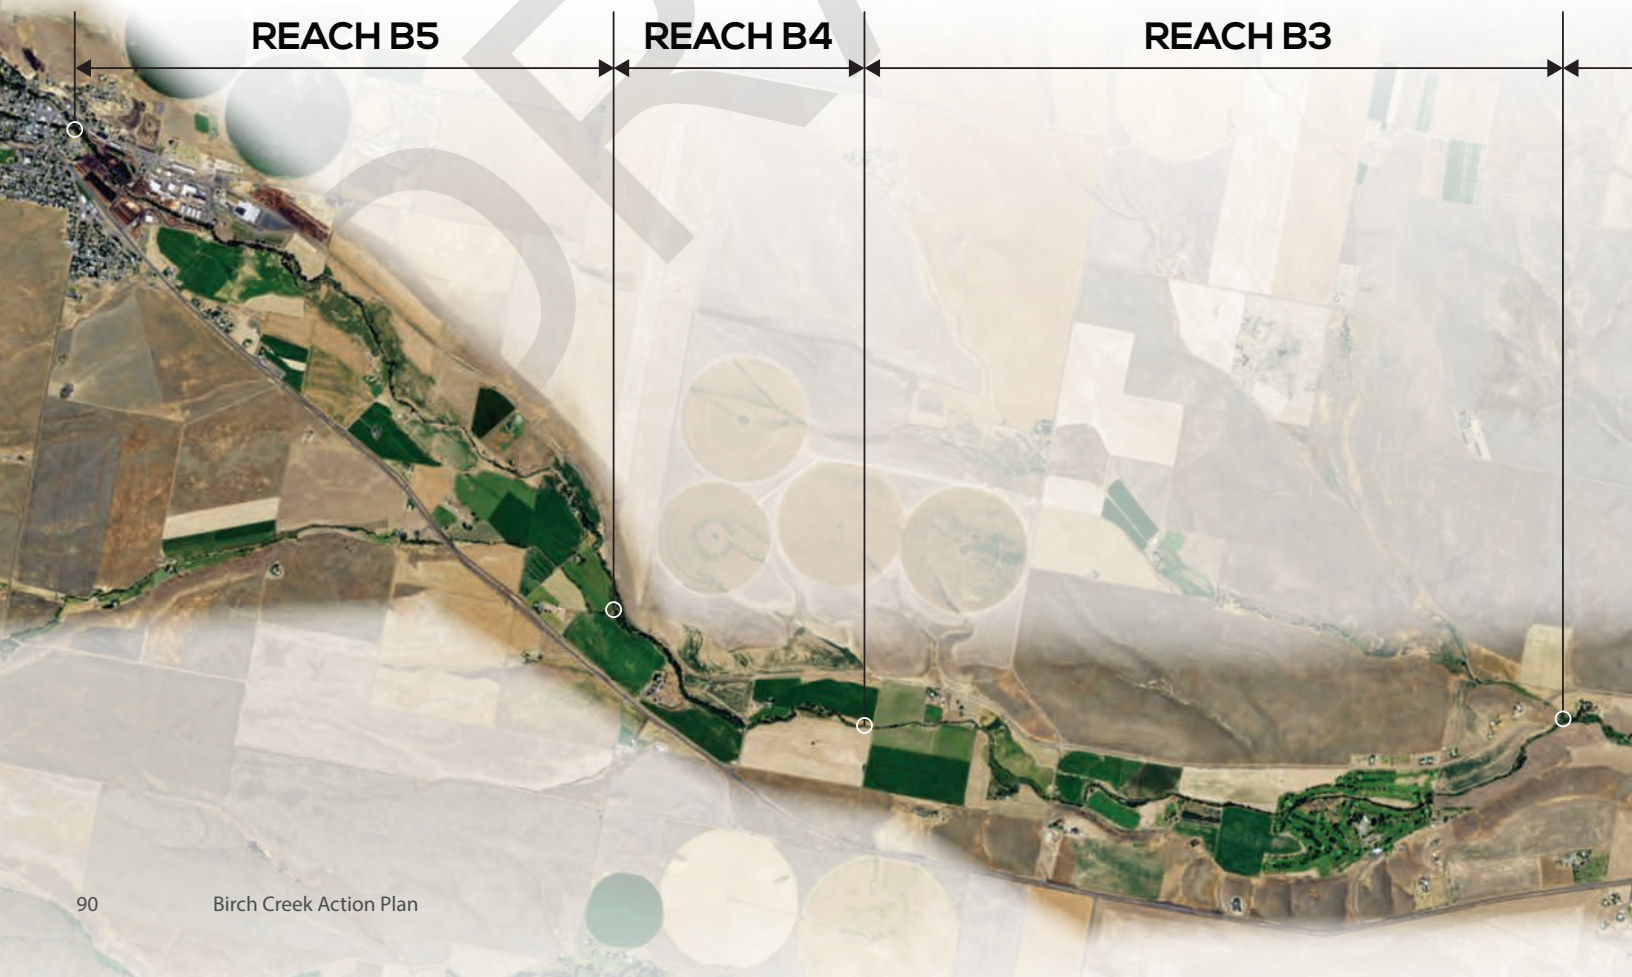 REACH B5
REACH B4
REACH B3
90
Birch Creek Action Plan